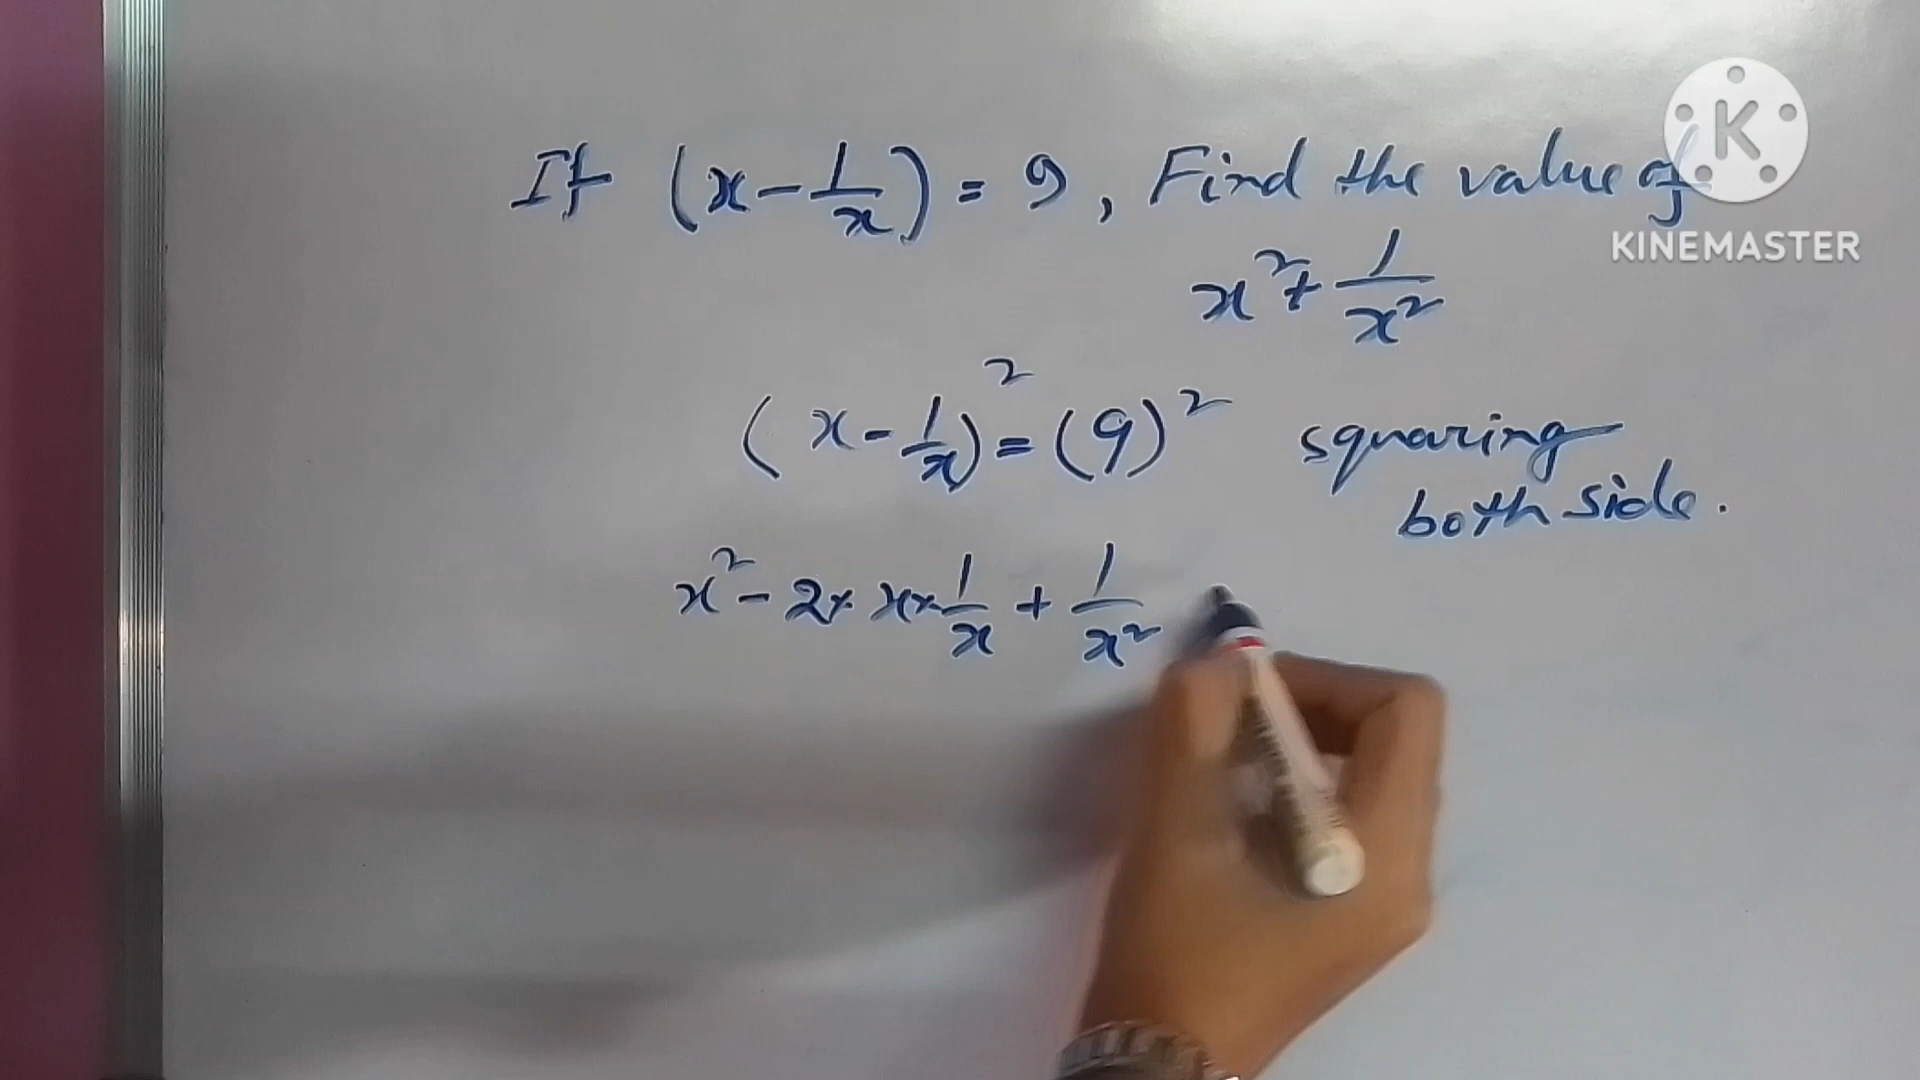 If (x - 1/x) = 9, Find the value of
x² + 1/x²
(x - 1/x)² = (9)² squaring
both side.
x² - 2 × x × 1/x + 1/x²
K
KINEMASTER